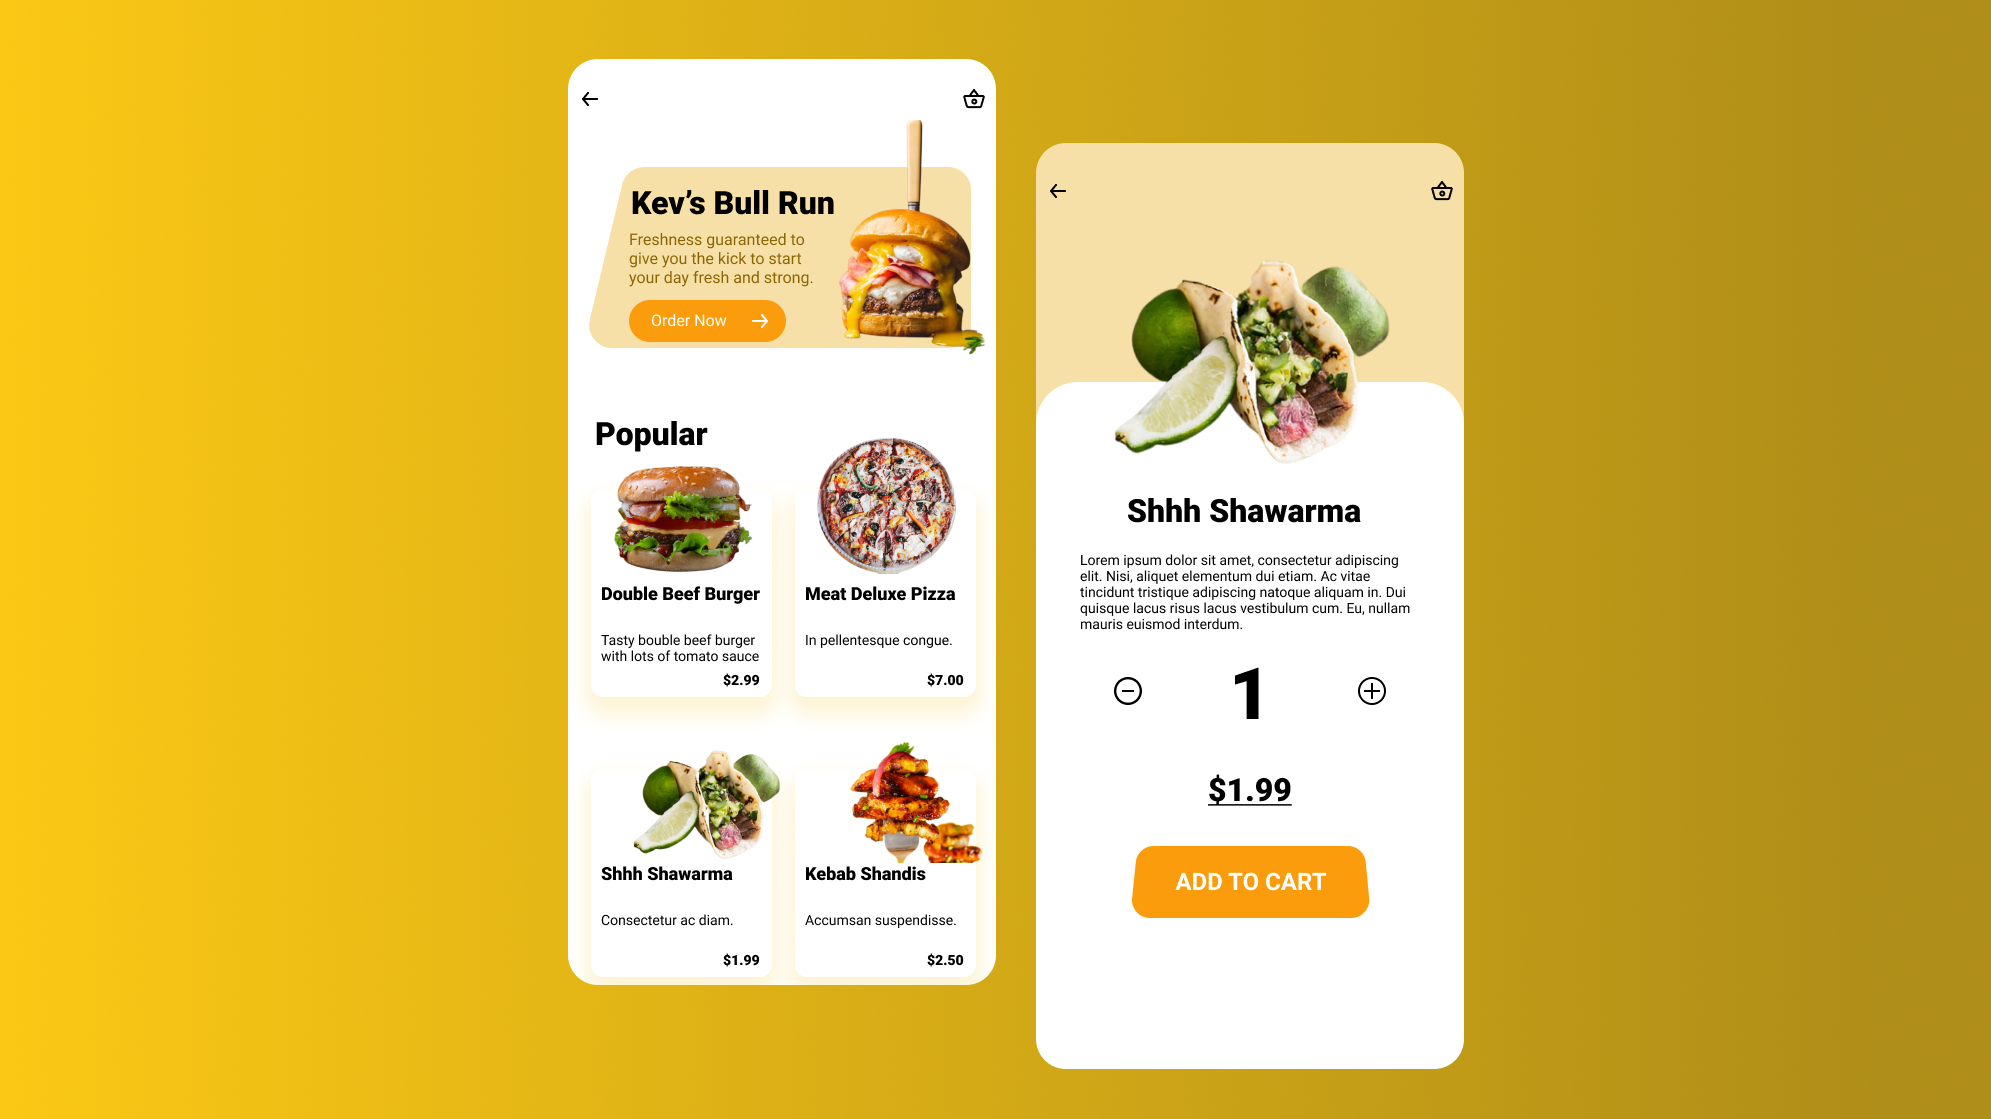 Kev’s Bull Run
Freshness guaranteed to
give you the kick to start
your day fresh and strong.
Order Now
Popular
Double Beef Burger
Tasty bouble beef burger
with lots of tomato sauce
$2.99
Meat Deluxe Pizza
In pellentesque congue.
$7.00
Shhh Shawarma
Consectetur ac diam.
$1.99
Kebab Shandis
Accumsan suspendisse.
$2.50
Shhh Shawarma
Lorem ipsum dolor sit amet, consectetur adipiscing
elit. Nisi, aliquet elementum dui etiam. Ac vitae
tincidunt tristique adipiscing natoque aliquam in. Dui
quisque lacus risus lacus vestibulum cum. Eu, nullam
mauris euismod interdum.
1
$1.99
ADD TO CART